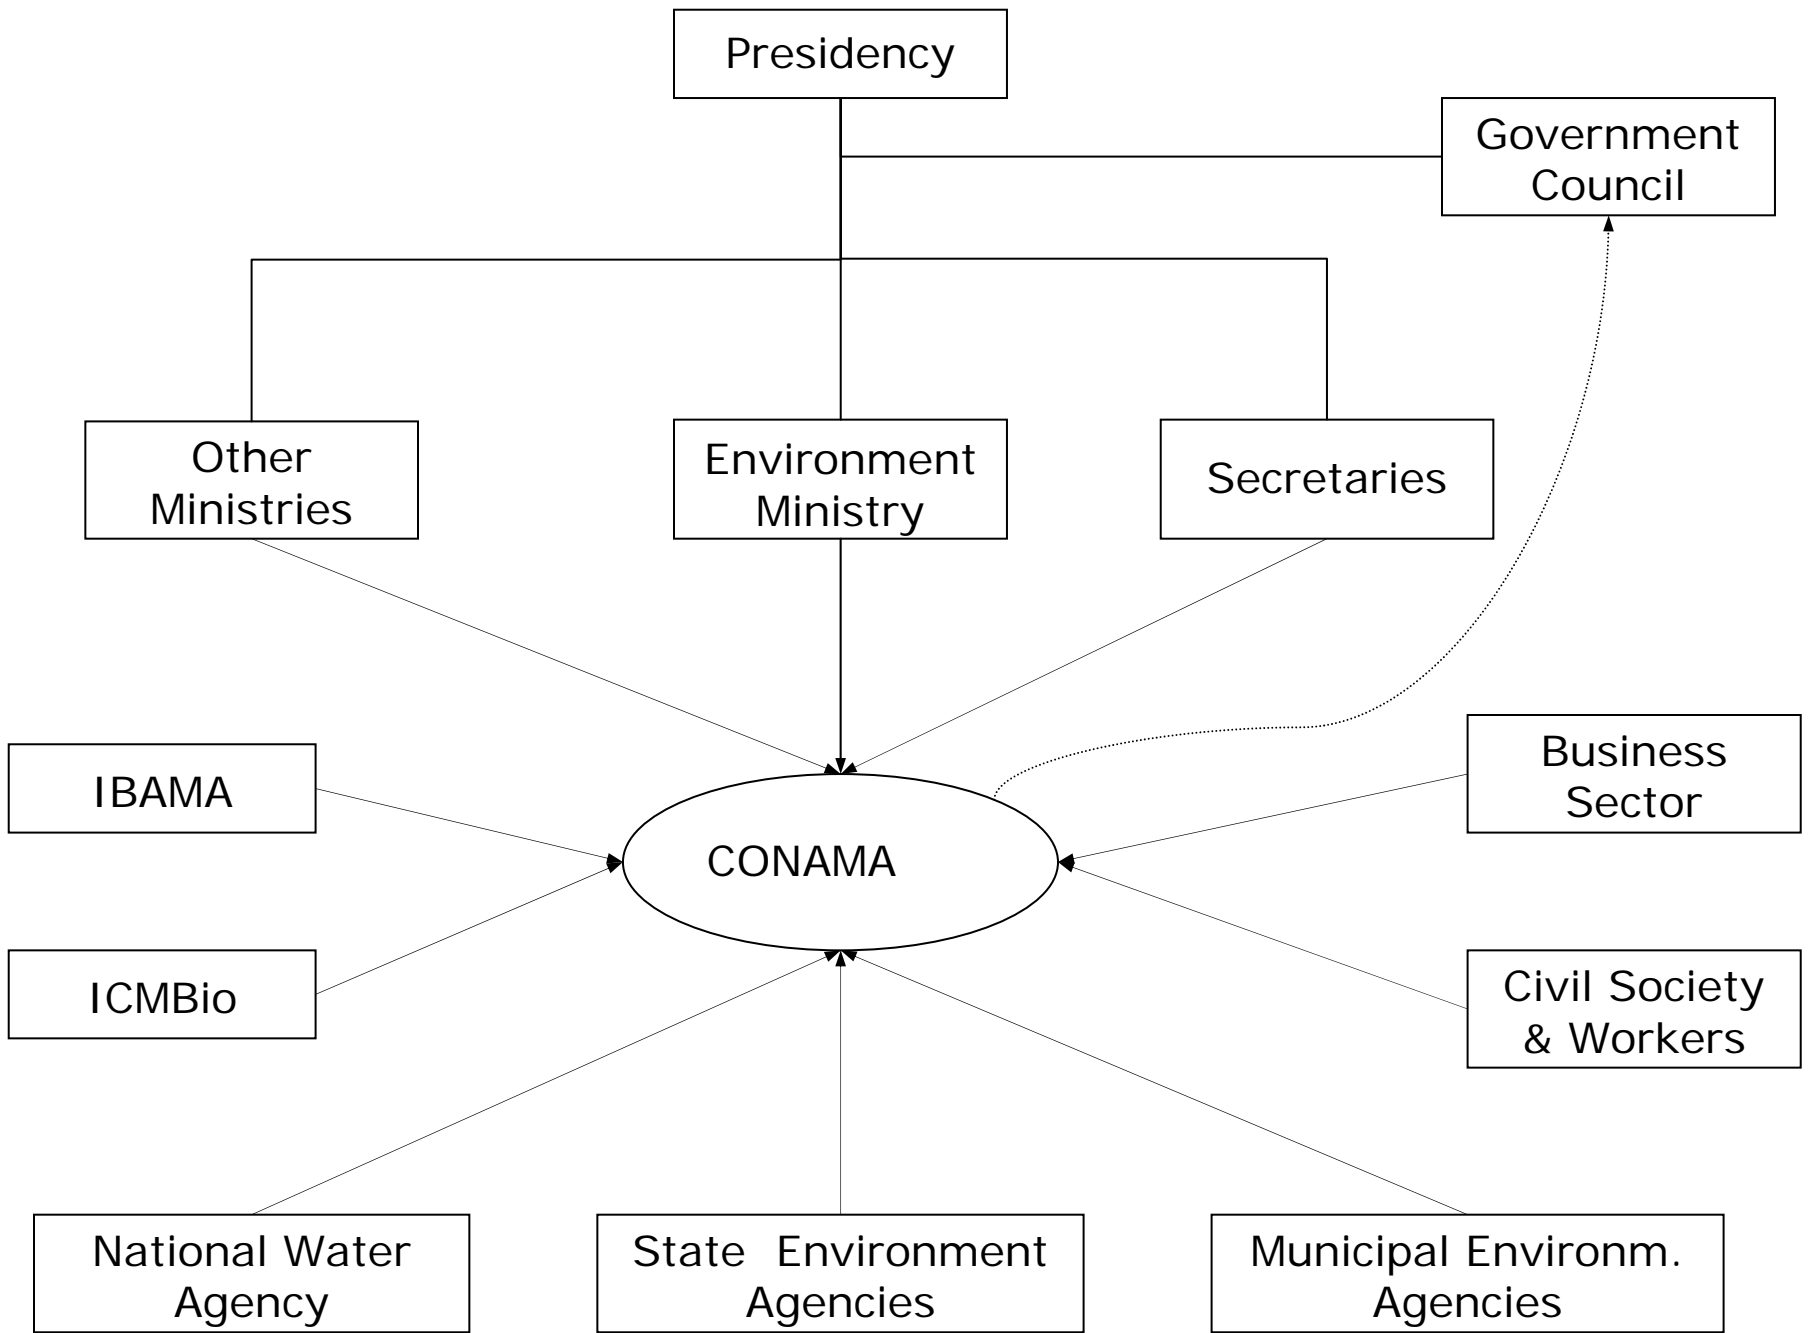 Presidency
Government
Council
Other
Ministries
Environment
Ministry
Secretaries
IBAMA
Business
Sector
CONAMA
ICMBio
Civil Society
& Workers
National Water
Agency
State Environment
Agencies
Municipal Environm.
Agencies